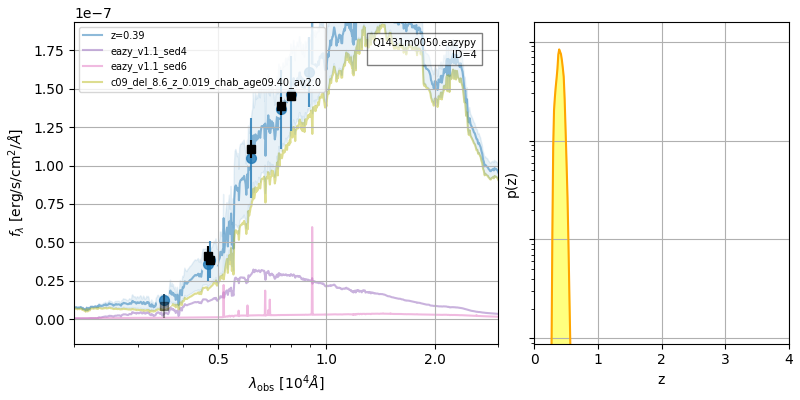 1e−7
z=0.39
eazy_v1.1_sed4
eazy_v1.1_sed6
c09_del_8.6_z_0.019_chab_age09.40_av2.0
Q1431m0050.eazypy
ID=4
1.75
1.50
1.25
1.00
0.75
0.50
0.25
0.00
fλ [erg/s/cm²/Å]
0.5
1.0
2.0
λobs [10⁴Å]
p(z)
0
1
2
3
4
z